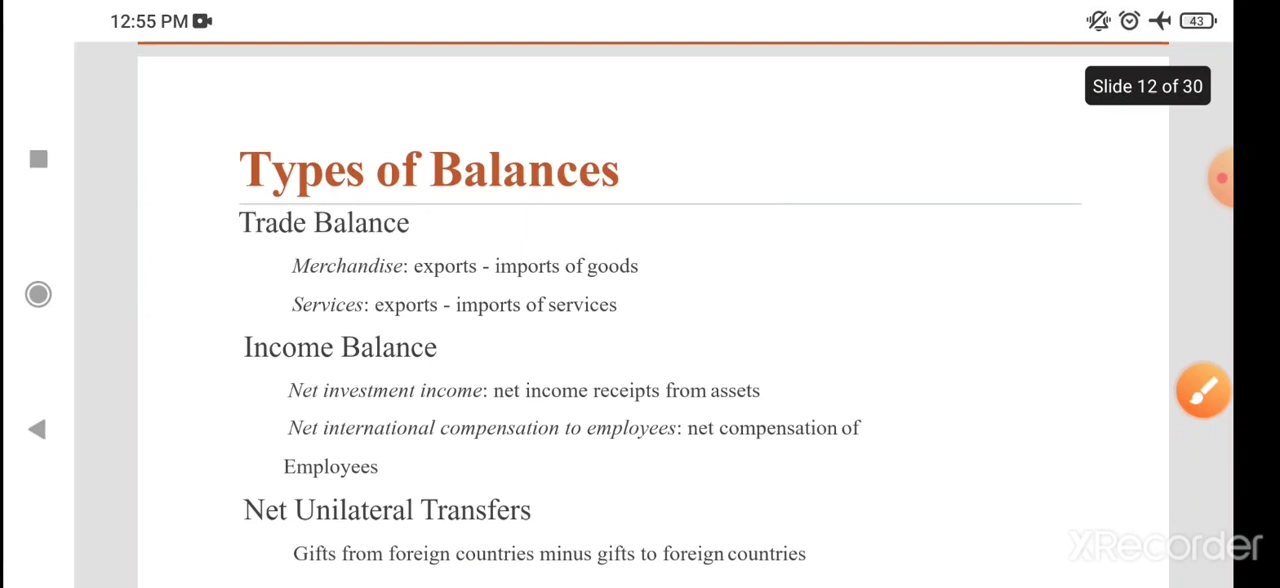 12:55 PM
43
Slide 12 of 30
Types of Balances
Trade Balance
Merchandise: exports - imports of goods
Services: exports - imports of services
Income Balance
Net investment income: net income receipts from assets
Net international compensation to employees: net compensation of
Employees
Net Unilateral Transfers
Gifts from foreign countries minus gifts to foreign countries
XRecorder